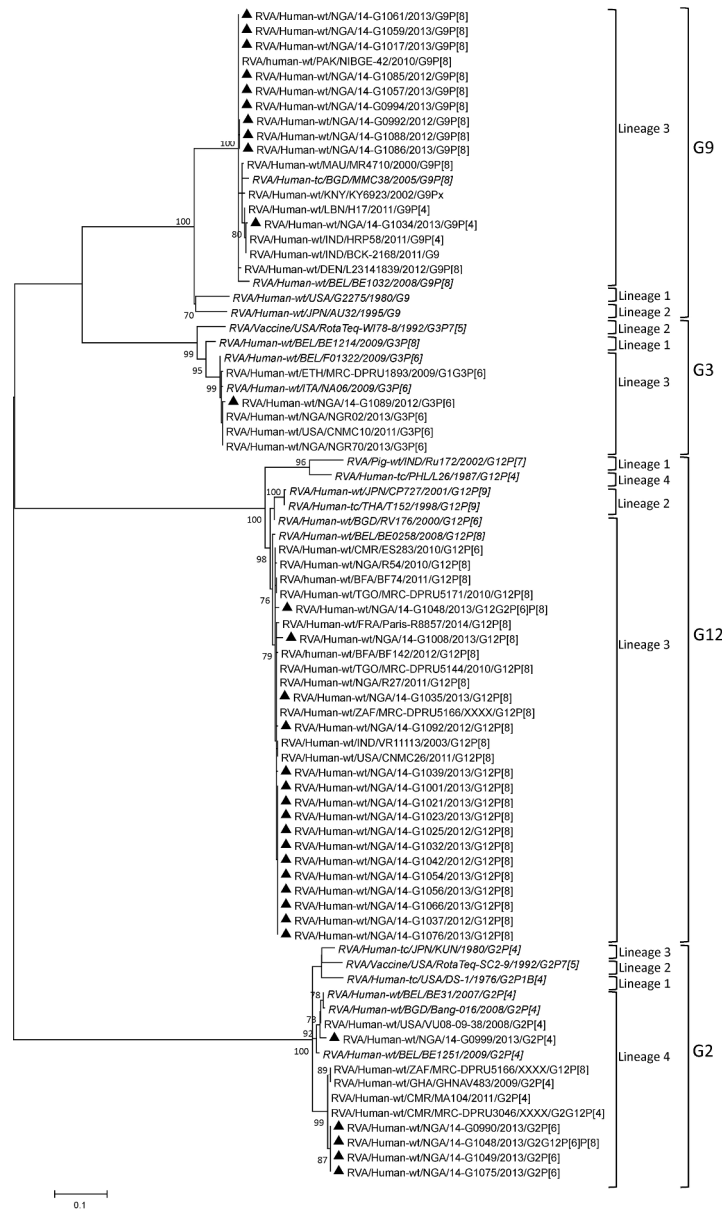 ▲ RVA/Human-wt/NGA/14-G1061/2013/G9P[8]
▲ RVA/Human-wt/NGA/14-G1059/2013/G9P[8]
▲ RVA/Human-wt/NGA/14-G1017/2013/G9P[8]
RVA/human-wt/PAK/NIBGE-42/2010/G9P[8]
▲ RVA/Human-wt/NGA/14-G1085/2012/G9P[8]
▲ RVA/Human-wt/NGA/14-G1057/2013/G9P[8]
▲ RVA/Human-wt/NGA/14-G0994/2013/G9P[8]
▲ RVA/Human-wt/NGA/14-G0992/2012/G9P[8]
▲ RVA/Human-wt/NGA/14-G1088/2012/G9P[8]
▲ RVA/Human-wt/NGA/14-G1086/2013/G9P[8]
RVA/Human-wt/MAU/MR4710/2000/G9P[8]
RVA/Human-tc/BGD/MMC38/2005/G9P[8]
RVA/Human-wt/KNY/KY6923/2002/G9Px
RVA/Human-wt/LBN/H17/2011/G9P[4]
▲ RVA/Human-wt/NGA/14-G1034/2013/G9P[4]
RVA/Human-wt/IND/HRP58/2011/G9P[4]
RVA/Human-wt/IND/BCK-2168/2011/G9
RVA/Human-wt/DEN/L23141839/2012/G9P[8]
RVA/Human-wt/BEL/BE1032/2008/G9P[8]
RVA/Human-wt/USA/G2275/1980/G9
RVA/Human-wt/JPN/AU32/1995/G9
100
80
100
70
Lineage 3
Lineage 1
Lineage 2
G9
RVA/Vaccine/USA/RotaTeq-WI78-8/1992/G3P7[5]
RVA/Human-wt/BEL/BE1214/2009/G3P[8]
RVA/Human-wt/BEL/F01322/2009/G3P[6]
RVA/Human-wt/ETH/MRC-DPRU1893/2009/G1G3P[6]
RVA/Human-wt/ITA/NA06/2009/G3P[6]
▲ RVA/Human-wt/NGA/14-G1089/2012/G3P[6]
RVA/Human-wt/NGA/NGR02/2013/G3P[6]
RVA/Human-wt/USA/CNMC10/2011/G3P[6]
RVA/Human-wt/NGA/NGR70/2013/G3P[6]
99
95
99
Lineage 2
Lineage 1
Lineage 3
G3
RVA/Pig-wt/IND/Ru172/2002/G12P[7]
RVA/Human-tc/PHL/L26/1987/G12P[4]
RVA/Human-wt/JPN/CP727/2001/G12P[9]
RVA/Human-tc/THA/T152/1998/G12P[9]
RVA/Human-wt/BGD/RV176/2000/G12P[6]
RVA/Human-wt/BEL/BE0258/2008/G12P[8]
RVA/Human-wt/CMR/ES283/2010/G12P[6]
RVA/Human-wt/NGA/R54/2010/G12P[8]
RVA/human-wt/BFA/BF74/2011/G12P[8]
RVA/Human-wt/TGO/MRC-DPRU5171/2010/G12P[8]
▲ RVA/Human-wt/NGA/14-G1048/2013/G12G2P[6]P[8]
RVA/Human-wt/FRA/Paris-R8857/2014/G12P[8]
▲ RVA/Human-wt/NGA/14-G1008/2013/G12P[8]
RVA/human-wt/BFA/BF142/2012/G12P[8]
RVA/Human-wt/TGO/MRC-DPRU5144/2010/G12P[8]
RVA/Human-wt/NGA/R27/2011/G12P[8]
▲ RVA/Human-wt/NGA/14-G1035/2013/G12P[8]
RVA/Human-wt/ZAF/MRC-DPRU5166/XXXX/G12P[8]
▲ RVA/Human-wt/NGA/14-G1092/2012/G12P[8]
RVA/Human-wt/IND/VR11113/2003/G12P[8]
RVA/Human-wt/USA/CNMC26/2011/G12P[8]
▲ RVA/Human-wt/NGA/14-G1039/2013/G12P[8]
▲ RVA/Human-wt/NGA/14-G1001/2013/G12P[8]
▲ RVA/Human-wt/NGA/14-G1021/2013/G12P[8]
▲ RVA/Human-wt/NGA/14-G1023/2013/G12P[8]
▲ RVA/Human-wt/NGA/14-G1025/2012/G12P[8]
▲ RVA/Human-wt/NGA/14-G1032/2013/G12P[8]
▲ RVA/Human-wt/NGA/14-G1042/2012/G12P[8]
▲ RVA/Human-wt/NGA/14-G1054/2013/G12P[8]
▲ RVA/Human-wt/NGA/14-G1056/2013/G12P[8]
▲ RVA/Human-wt/NGA/14-G1066/2013/G12P[8]
▲ RVA/Human-wt/NGA/14-G1037/2012/G12P[8]
▲ RVA/Human-wt/NGA/14-G1076/2013/G12P[8]
96
100
100
98
76
79
Lineage 1
Lineage 4
Lineage 2
Lineage 3
G12
RVA/Human-tc/JPN/KUN/1980/G2P[4]
RVA/Vaccine/USA/RotaTeq-SC2-9/1992/G2P7[5]
RVA/Human-tc/USA/DS-1/1976/G2P1B[4]
RVA/Human-wt/BEL/BE31/2007/G2P[4]
RVA/Human-wt/BGD/Bang-016/2008/G2P[4]
RVA/Human-wt/USA/VU08-09-38/2008/G2P[4]
▲ RVA/Human-wt/NGA/14-G0999/2013/G2P[4]
RVA/Human-wt/BEL/BE1251/2009/G2P[4]
RVA/Human-wt/ZAF/MRC-DPRU5166/XXXX/G12P[8]
RVA/Human-wt/GHA/GHNAV483/2009/G2P[4]
RVA/Human-wt/CMR/MA104/2011/G2P[4]
RVA/Human-wt/CMR/MRC-DPRU3046/XXXX/G2G12P[4]
▲ RVA/Human-wt/NGA/14-G0990/2013/G2P[6]
▲ RVA/Human-wt/NGA/14-G1048/2013/G2G12P[6]P[8]
▲ RVA/Human-wt/NGA/14-G1049/2013/G2P[6]
▲ RVA/Human-wt/NGA/14-G1075/2013/G2P[6]
78
73
92
100
89
99
87
Lineage 3
Lineage 2
Lineage 1
Lineage 4
G2
0.1